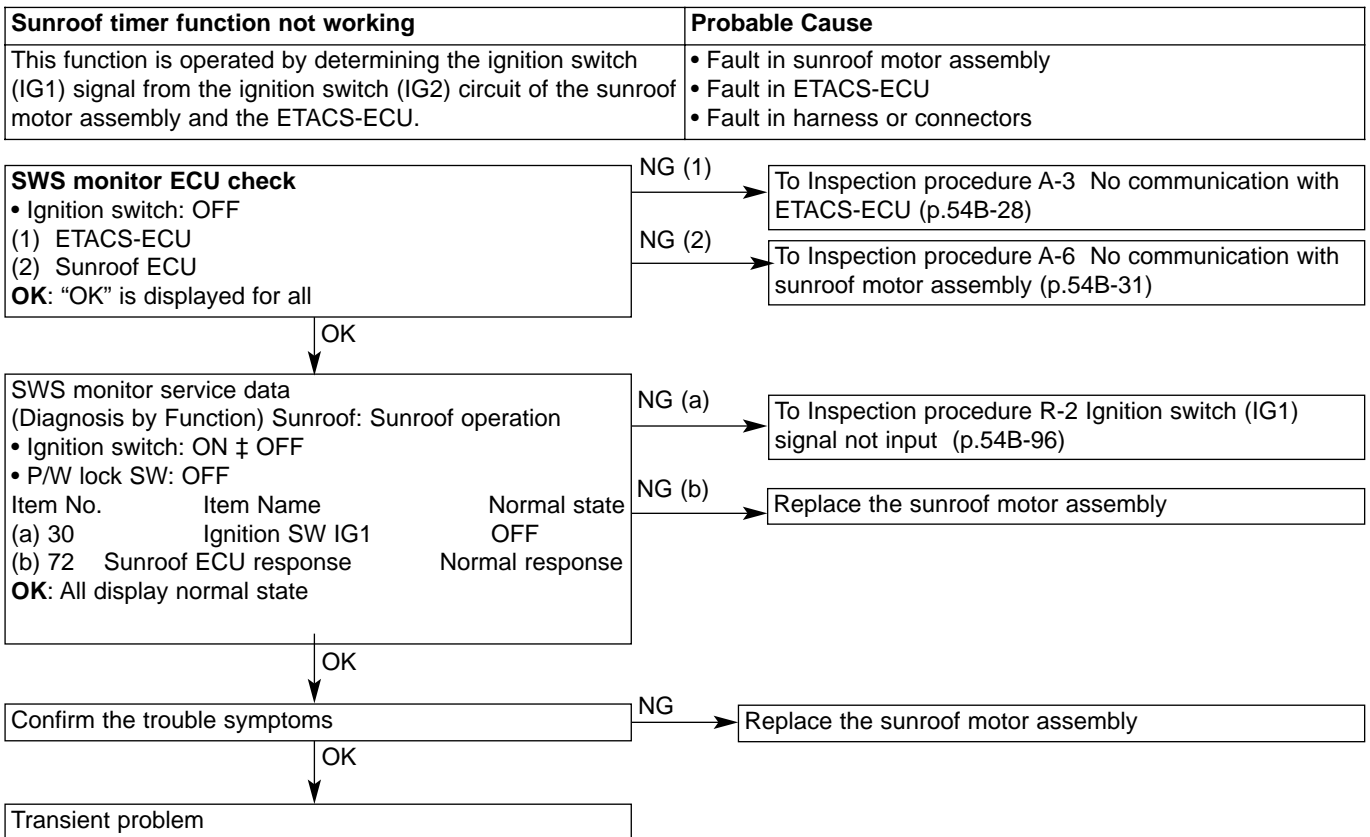 Sunroof timer function not working
Probable Cause
This function is operated by determining the ignition switch
(IG1) signal from the ignition switch (IG2) circuit of the sunroof
motor assembly and the ETACS-ECU.
• Fault in sunroof motor assembly
• Fault in ETACS-ECU
• Fault in harness or connectors
SWS monitor ECU check
• Ignition switch: OFF
(1) ETACS-ECU
(2) Sunroof ECU
OK: “OK” is displayed for all
NG (1)
To Inspection procedure A-3 No communication with
ETACS-ECU (p.54B-28)
NG (2)
To Inspection procedure A-6 No communication with
sunroof motor assembly (p.54B-31)
OK
SWS monitor service data
(Diagnosis by Function) Sunroof: Sunroof operation
• Ignition switch: ON ‡ OFF
• P/W lock SW: OFF
Item No. Item Name Normal state
(a) 30 Ignition SW IG1 OFF
(b) 72 Sunroof ECU response Normal response
OK: All display normal state
NG (a)
To Inspection procedure R-2 Ignition switch (IG1)
signal not input (p.54B-96)
NG (b)
Replace the sunroof motor assembly
OK
Confirm the trouble symptoms
NG
Replace the sunroof motor assembly
OK
Transient problem